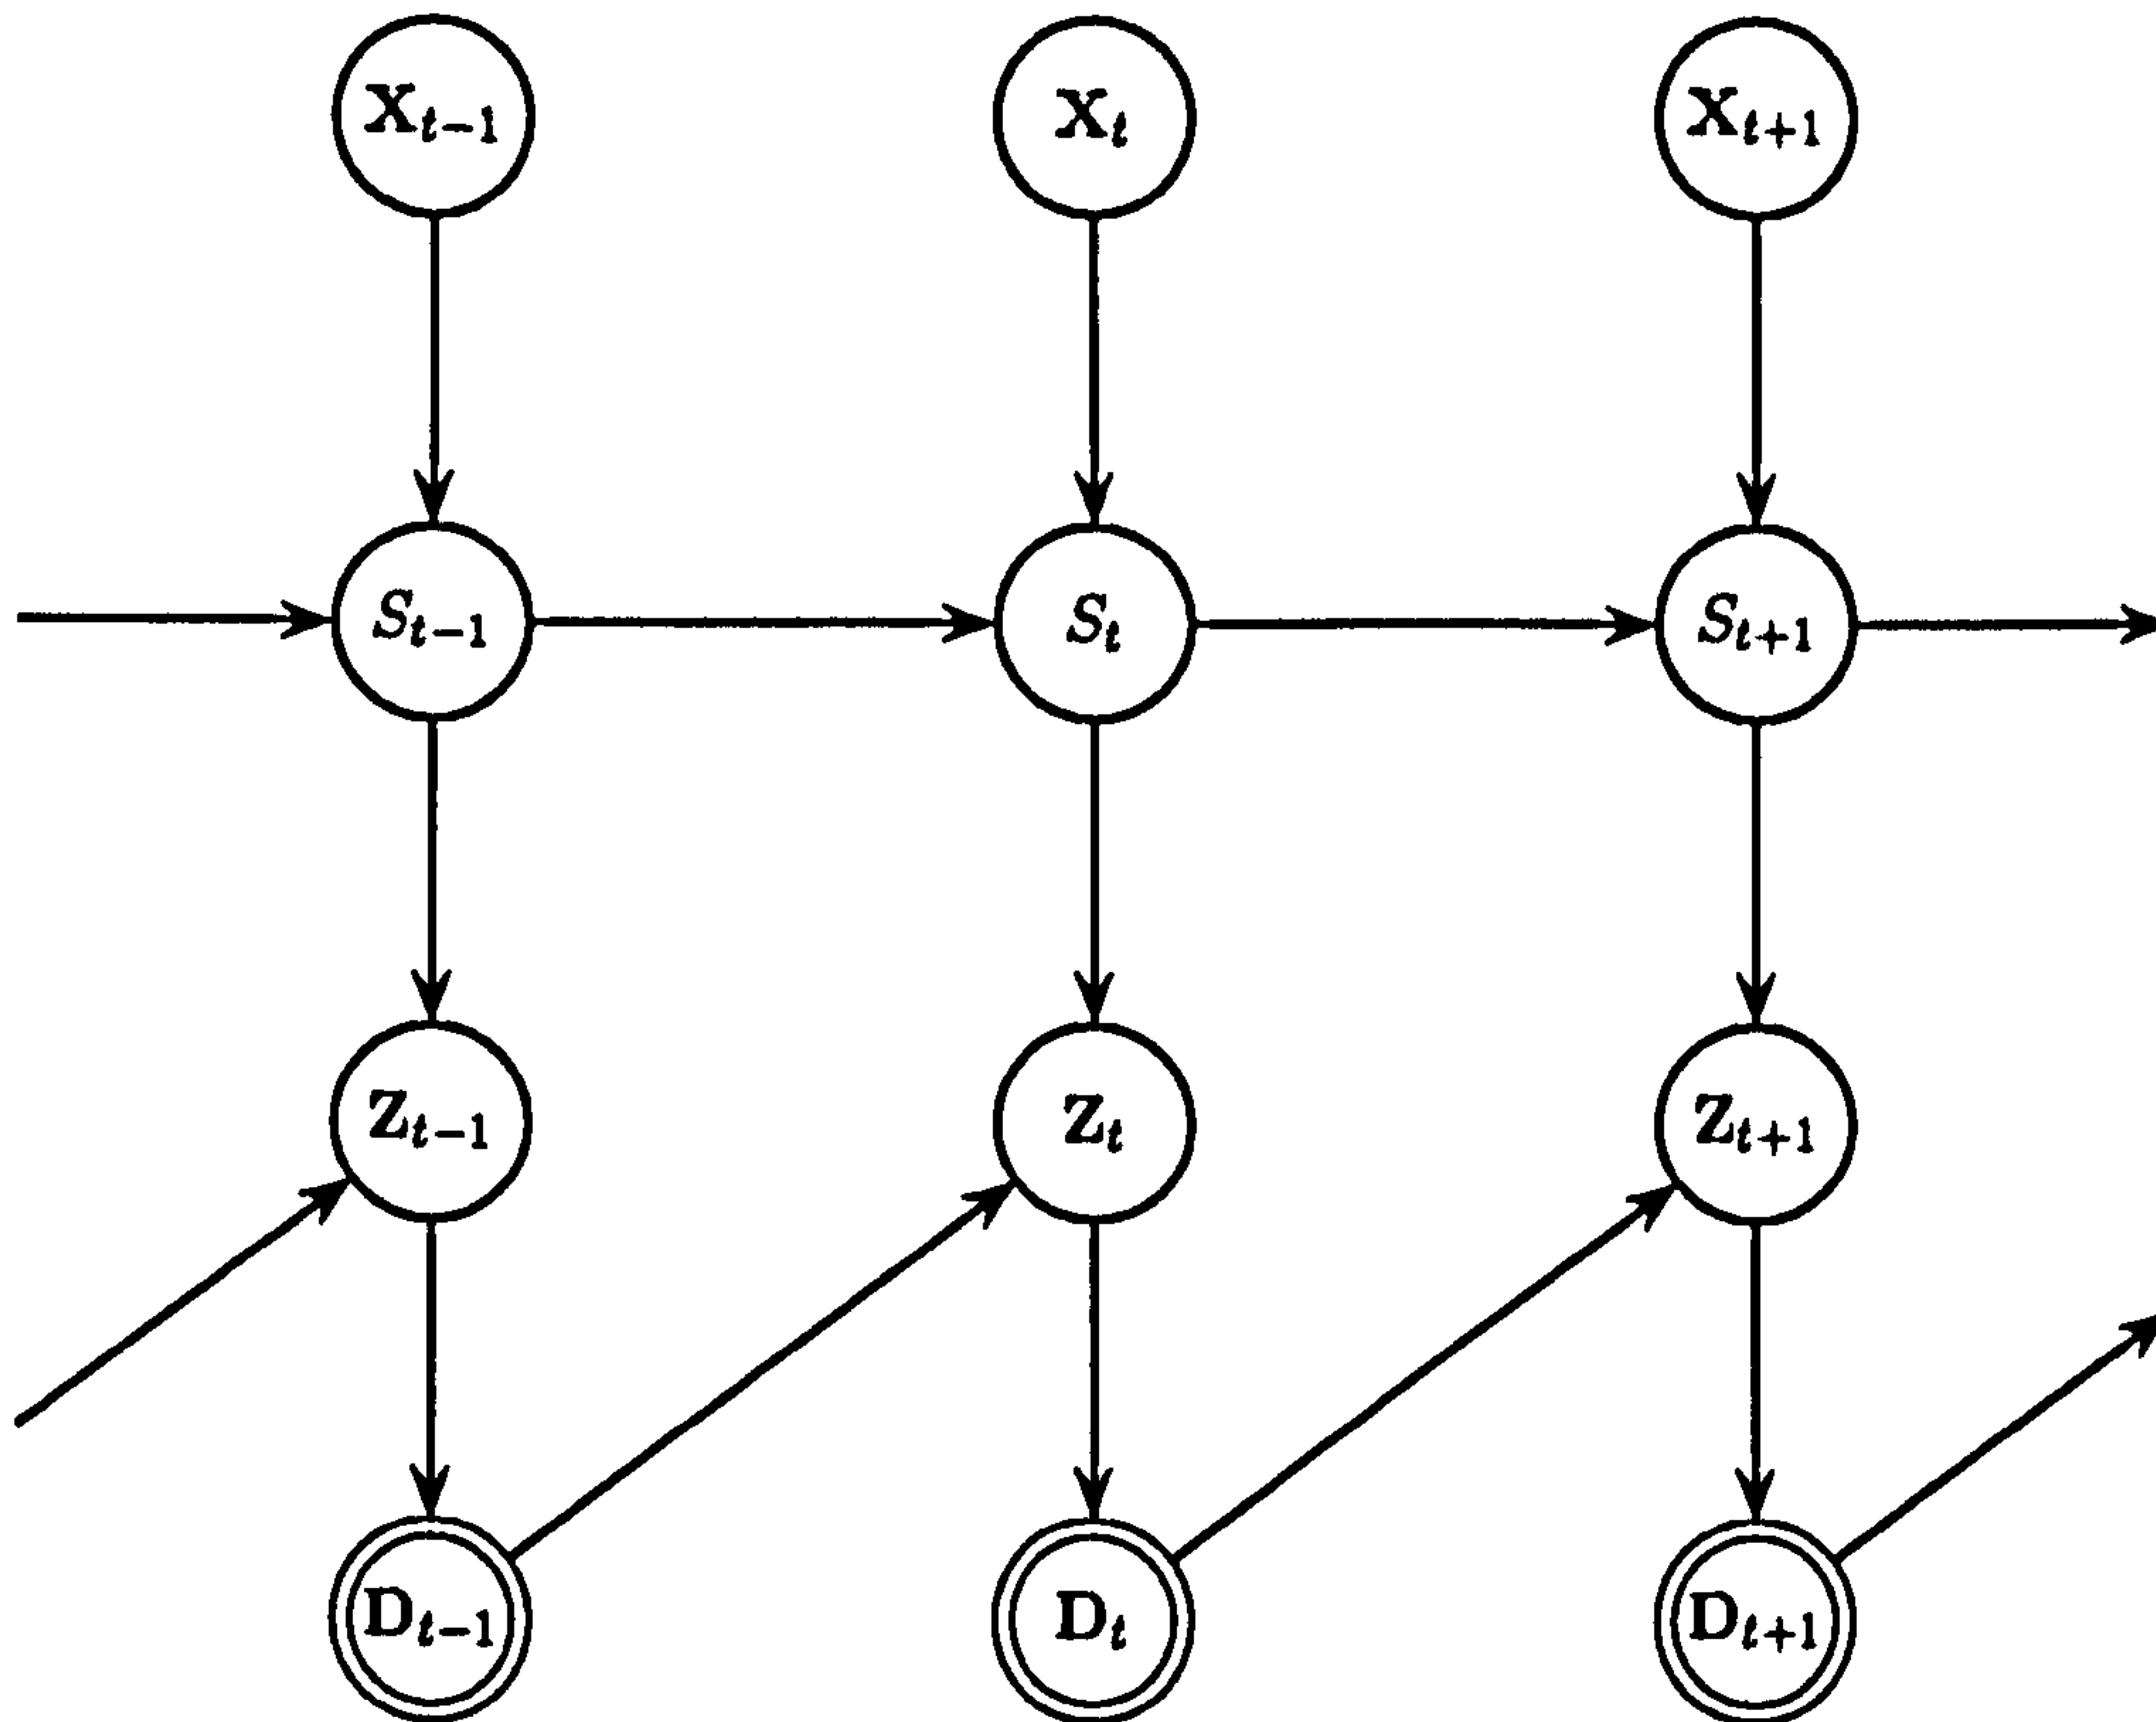 X_{t-1} X_t X_{t+1}
S_{t-1} S_t S_{t+1}
Z_{t-1} Z_t Z_{t+1}
D_{t-1} D_t D_{t+1}